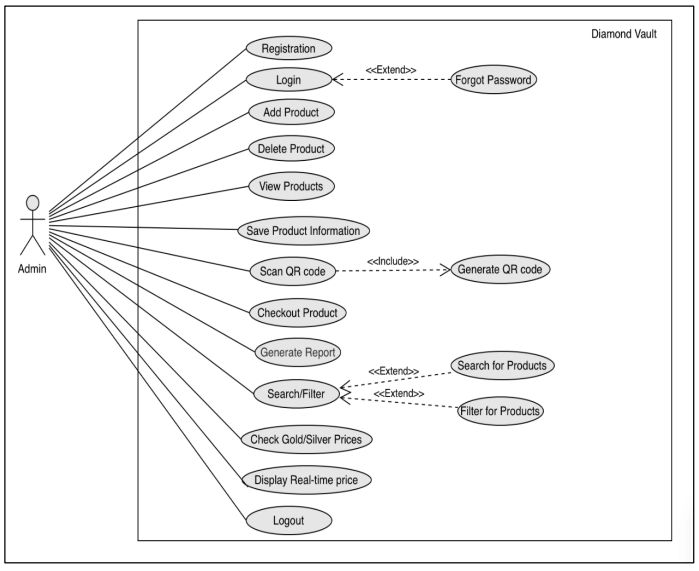 Diamond Vault
Registration
<<Extend>>
Login
Forgot Password
Add Product
Delete Product
View Products
Save Product Information
Admin
<<Include>>
Scan QR code
Generate QR code
Checkout Product
Generate Report
<<Extend>>
Search for Products
Search/Filter
<<Extend>>
Filter for Products
Check Gold/Silver Prices
Display Real-time price
Logout